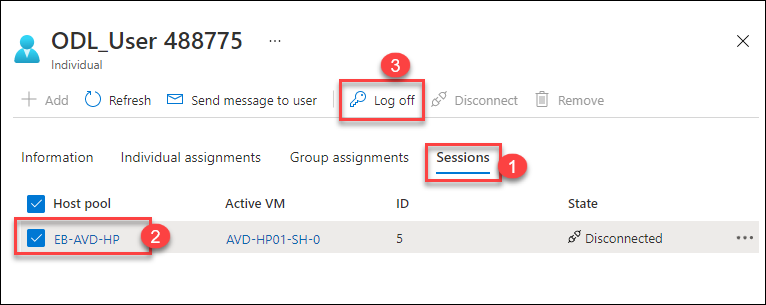 ODL_User 488775 ...
Individual
3
Add Refresh Send message to user Log off Disconnect Remove
Information Individual assignments Group assignments Sessions 1
Host pool Active VM ID State
EB-AVD-HP 2 AVD-HP01-SH-0 5 Disconnected ...